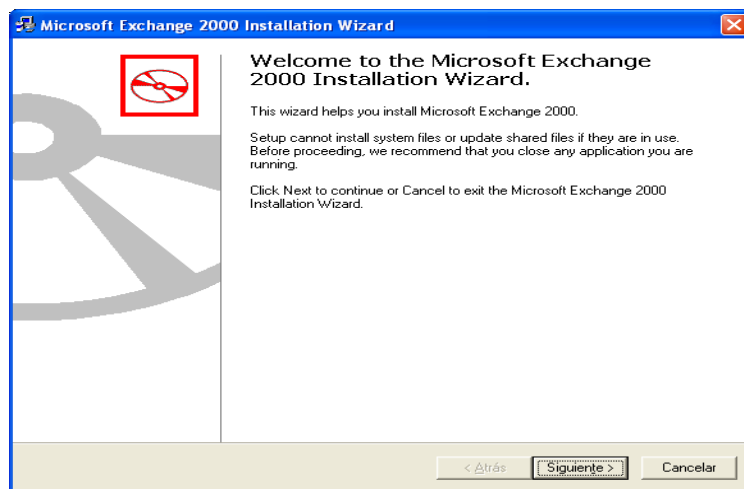 Microsoft Exchange 2000 Installation Wizard
Welcome to the Microsoft Exchange
2000 Installation Wizard.
This wizard helps you install Microsoft Exchange 2000.
Setup cannot install system files or update shared files if they are in use.
Before proceeding, we recommend that you close any application you are
running.
Click Next to continue or Cancel to exit the Microsoft Exchange 2000
Installation Wizard.
< Atrás
Siguiente >
Cancelar